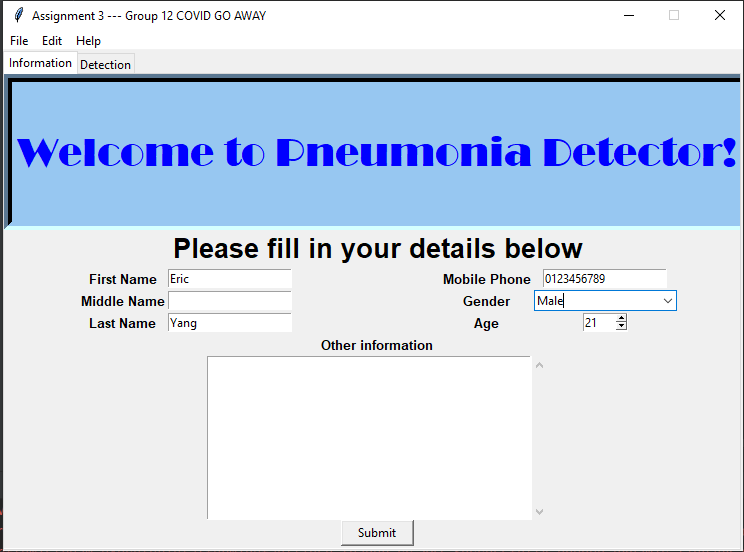 Assignment 3 --- Group 12 COVID GO AWAY
File Edit Help
Information Detection
Welcome to Pneumonia Detector!
Please fill in your details below
First Name Eric Mobile Phone 0123456789
Middle Name Gender Male
Last Name Yang Age 21
Other information
Submit